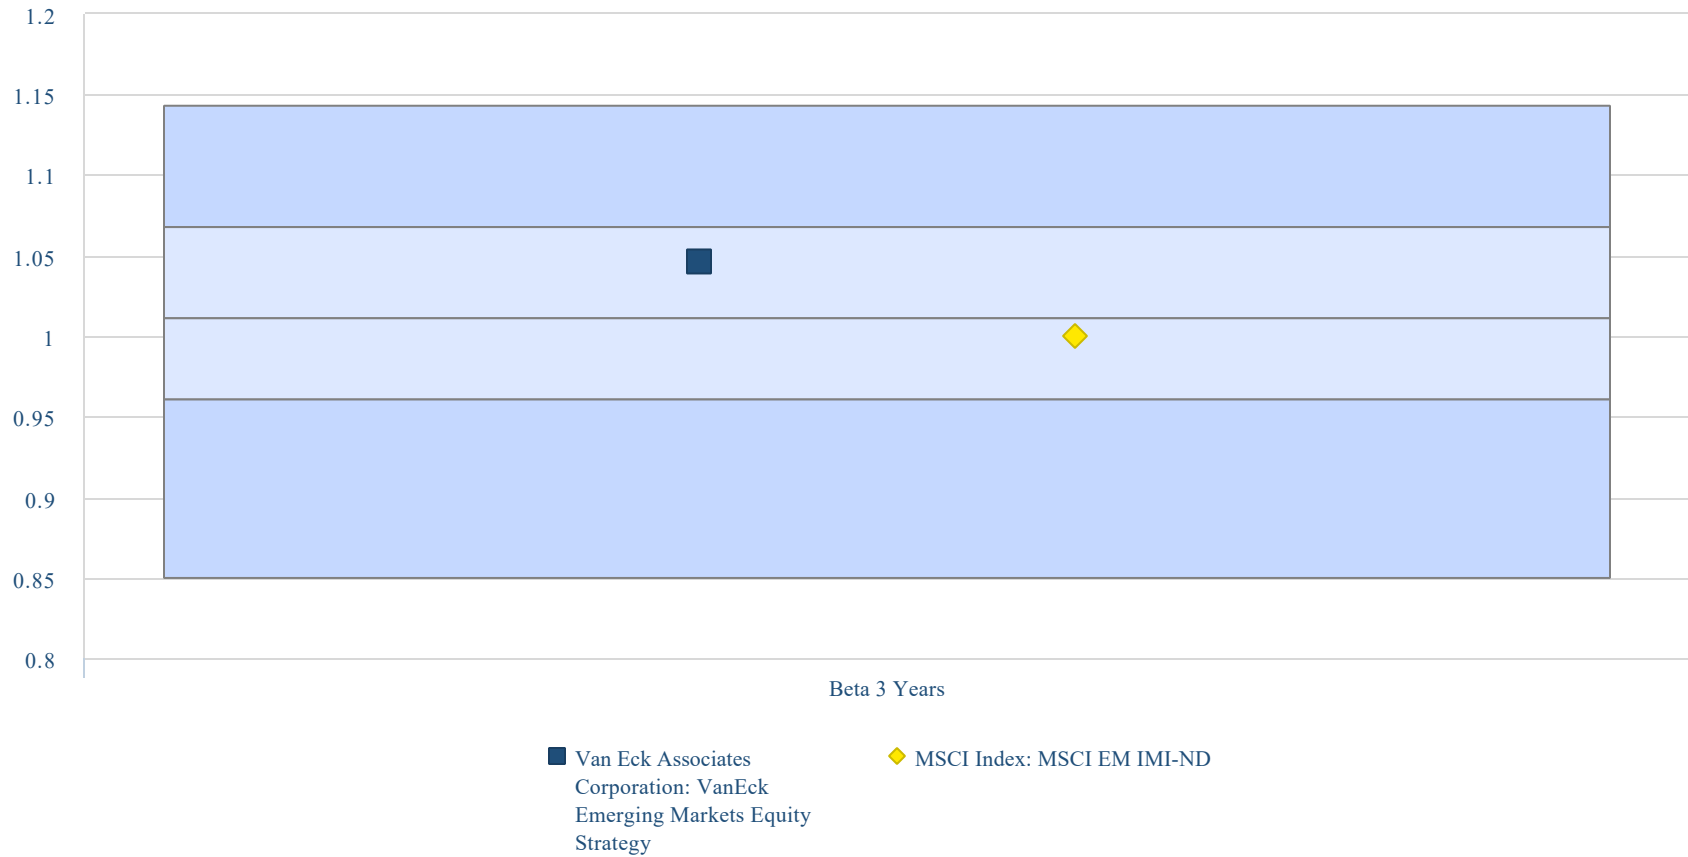 1.2
1.15
1.1
1.05
1
0.95
0.9
0.85
0.8
Beta 3 Years
Van Eck Associates
Corporation: VanEck
Emerging Markets Equity
Strategy
MSCI Index: MSCI EM IMI-ND